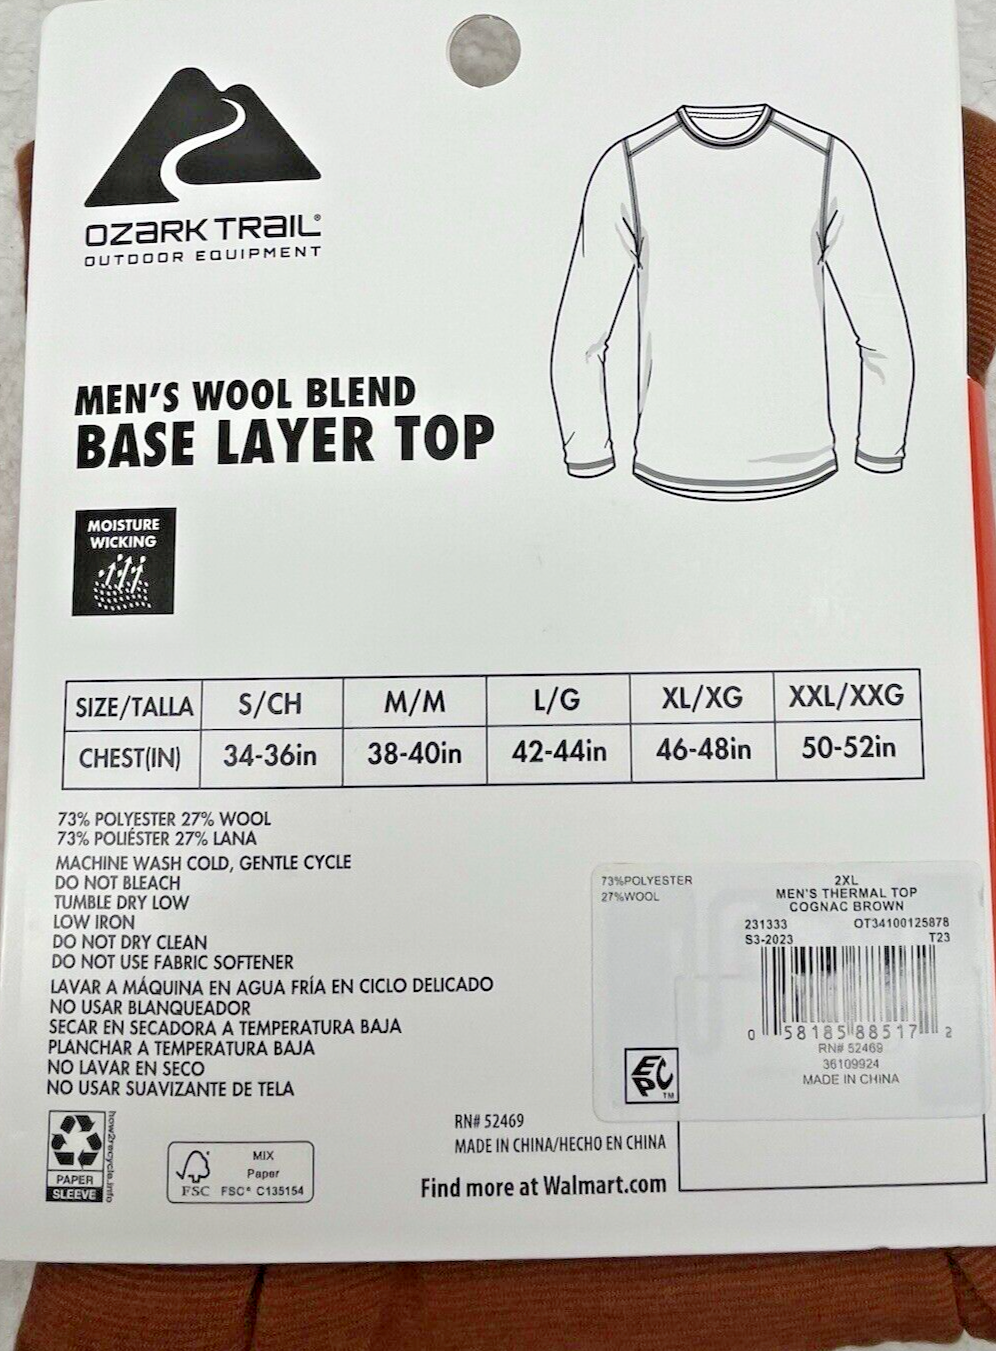 OZARK TRAIL®
OUTDOOR EQUIPMENT
MEN'S WOOL BLEND
BASE LAYER TOP
MOISTURE
WICKING
SIZE/TALLA S/CH M/M L/G XL/XG XXL/XXG
CHEST(IN) 34-36in 38-40in 42-44in 46-48in 50-52in
73% POLYESTER 27% WOOL
73% POLIÉSTER 27% LANA
MACHINE WASH COLD, GENTLE CYCLE
DO NOT BLEACH
TUMBLE DRY LOW
LOW IRON
DO NOT DRY CLEAN
DO NOT USE FABRIC SOFTENER
LAVAR A MÁQUINA EN AGUA FRÍA EN CICLO DELICADO
NO USAR BLANQUEADOR
SECAR EN SECADORA A TEMPERATURA BAJA
PLANCHAR A TEMPERATURA BAJA
NO LAVAR EN SECO
NO USAR SUAVIZANTE DE TELA
73%POLYESTER
27%WOOL
2XL
MEN'S THERMAL TOP
COGNAC BROWN
231333 OT34100125878
S3-2023 T23
0 58185 88517 2
RN# 52469
36109924
MADE IN CHINA
EPC
TM
PAPER
SLEEVE
how2recycle.info
FSC
MIX
Paper
FSC® C135154
RN# 52469
MADE IN CHINA/HECHO EN CHINA
Find more at Walmart.com